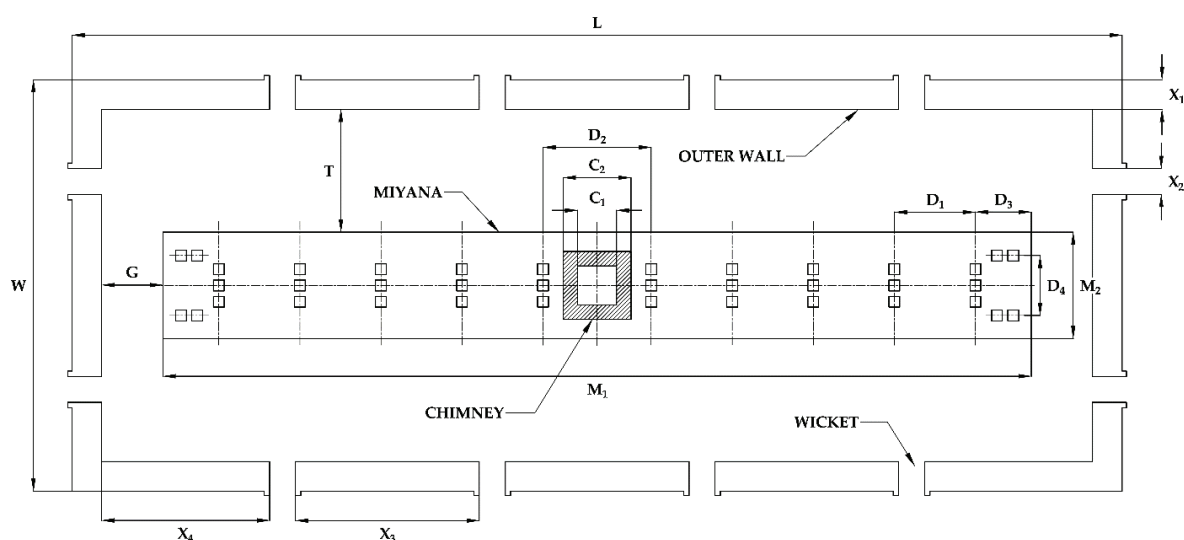 L
X₁
D₂
OUTER WALL
T
C₂
X₂
MIYANA
C₁
D₁
D₃
G
W
D₄
M₂
M₁
CHIMNEY
WICKET
X₄
X₃